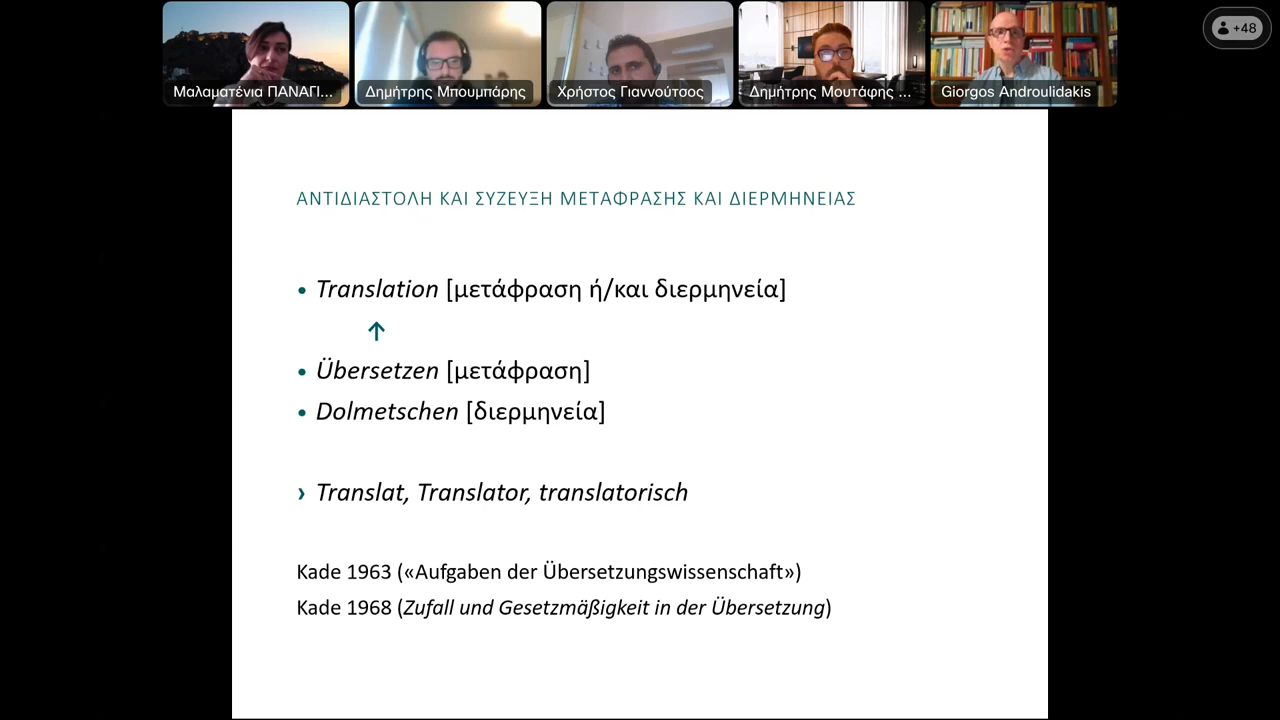 Μαλαματένια ΠΑΝΑΓΙ...
Δημήτρης Μπουμπάρης
Χρήστος Γιαννούτσος
Δημήτρης Μουτάφης ...
Giorgos Androulidakis
+48
ΑΝΤΙΔΙΑΣΤΟΛΗ ΚΑΙ ΣΥΖΕΥΞΗ ΜΕΤΑΦΡΑΣΗΣ ΚΑΙ ΔΙΕΡΜΗΝΕΙΑΣ
• Translation [μετάφραση ή/και διερμηνεία]
↑
• Übersetzen [μετάφραση]
• Dolmetschen [διερμηνεία]
› Translat, Translator, translatorisch
Kade 1963 («Aufgaben der Übersetzungswissenschaft»)
Kade 1968 (Zufall und Gesetzmäßigkeit in der Übersetzung)